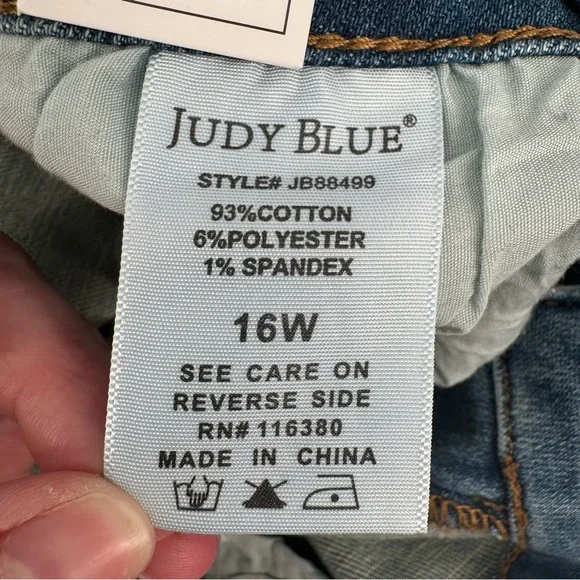 JUDY BLUE®
STYLE# JB88499
93%COTTON
6%POLYESTER
1% SPANDEX
16W
SEE CARE ON
REVERSE SIDE
RN# 116380
MADE IN CHINA